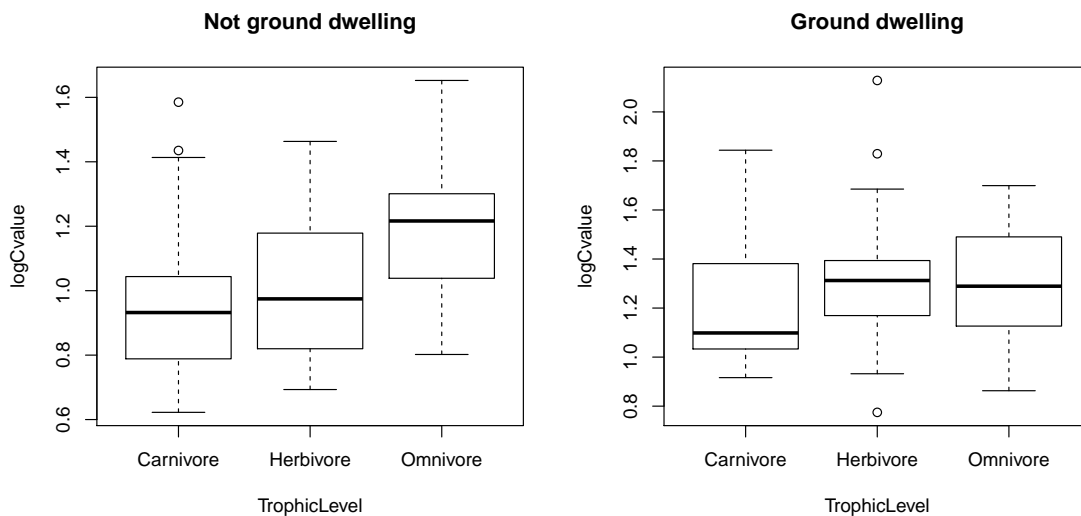 Not ground dwelling
1.6
1.4
1.2
1.0
0.8
0.6
logCvalue
Carnivore Herbivore Omnivore
TrophicLevel
Ground dwelling
2.0
1.8
1.6
1.4
1.2
1.0
0.8
logCvalue
Carnivore Herbivore Omnivore
TrophicLevel